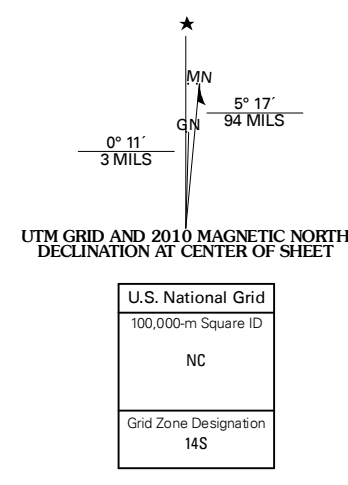 MN
5° 17´
94 MILS
GN
0° 11´
3 MILS
UTM GRID AND 2010 MAGNETIC NORTH
DECLINATION AT CENTER OF SHEET
U.S. National Grid
100,000-m Square ID
NC
Grid Zone Designation
14S